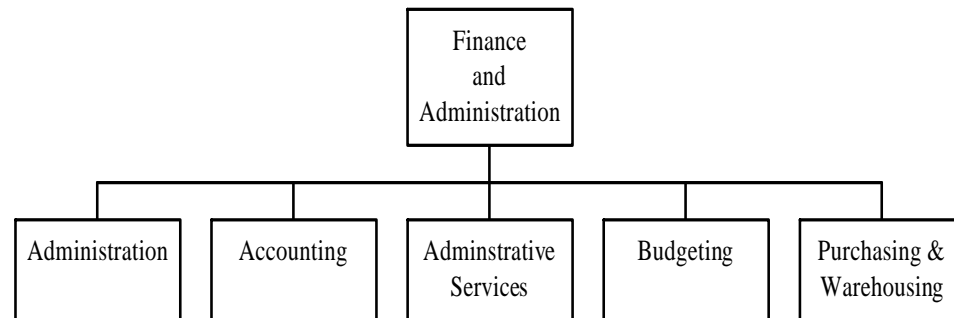 Finance
and
Administration
Administration
Accounting
Adminstrative
Services
Budgeting
Purchasing &
Warehousing